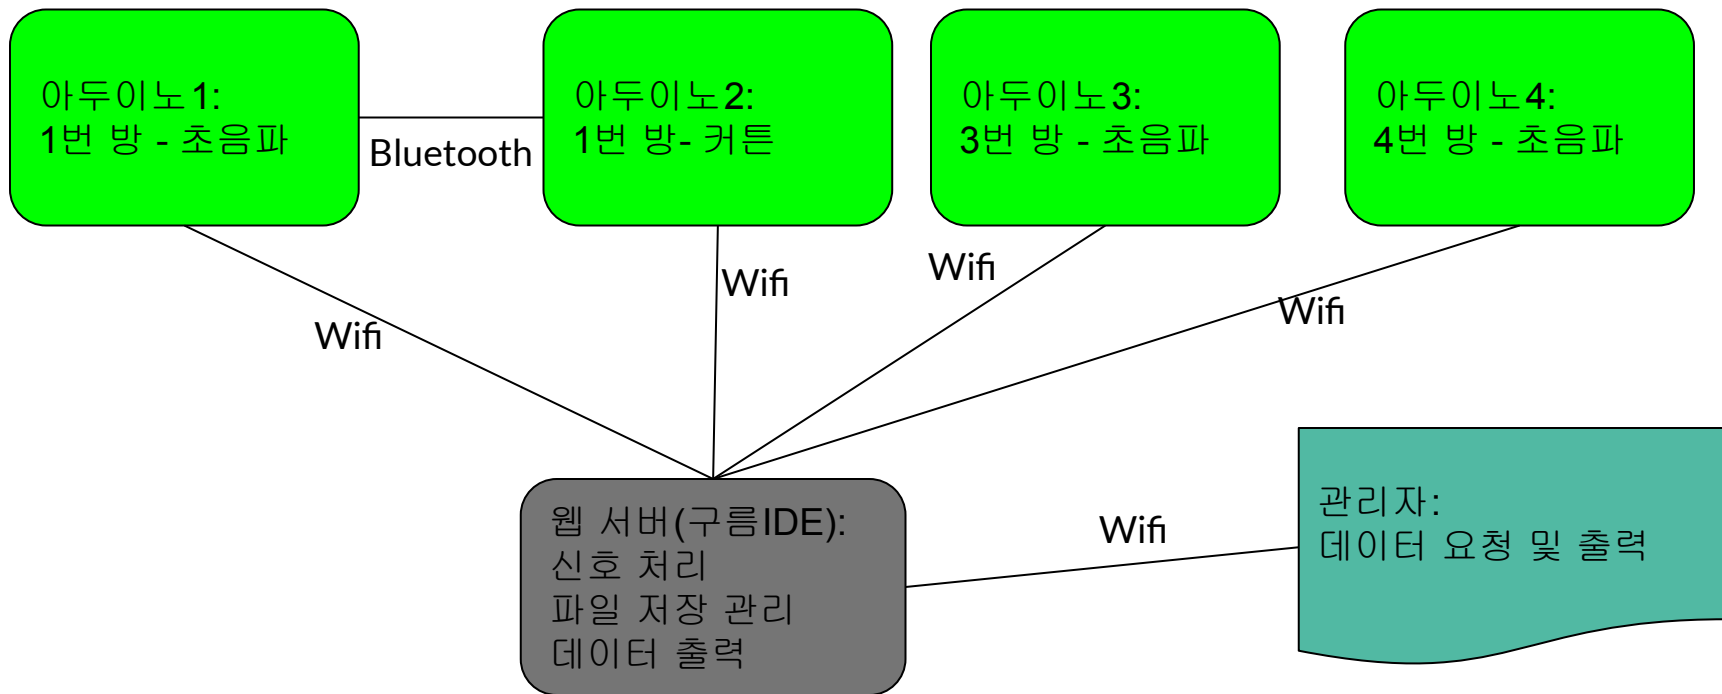 아두이노1:
1번 방 - 초음파
Bluetooth
아두이노2:
1번 방- 커튼
아두이노3:
3번 방 - 초음파
아두이노4:
4번 방 - 초음파
Wifi
Wifi
Wifi
Wifi
웹 서버(구름IDE):
신호 처리
파일 저장 관리
데이터 출력
Wifi
관리자:
데이터 요청 및 출력